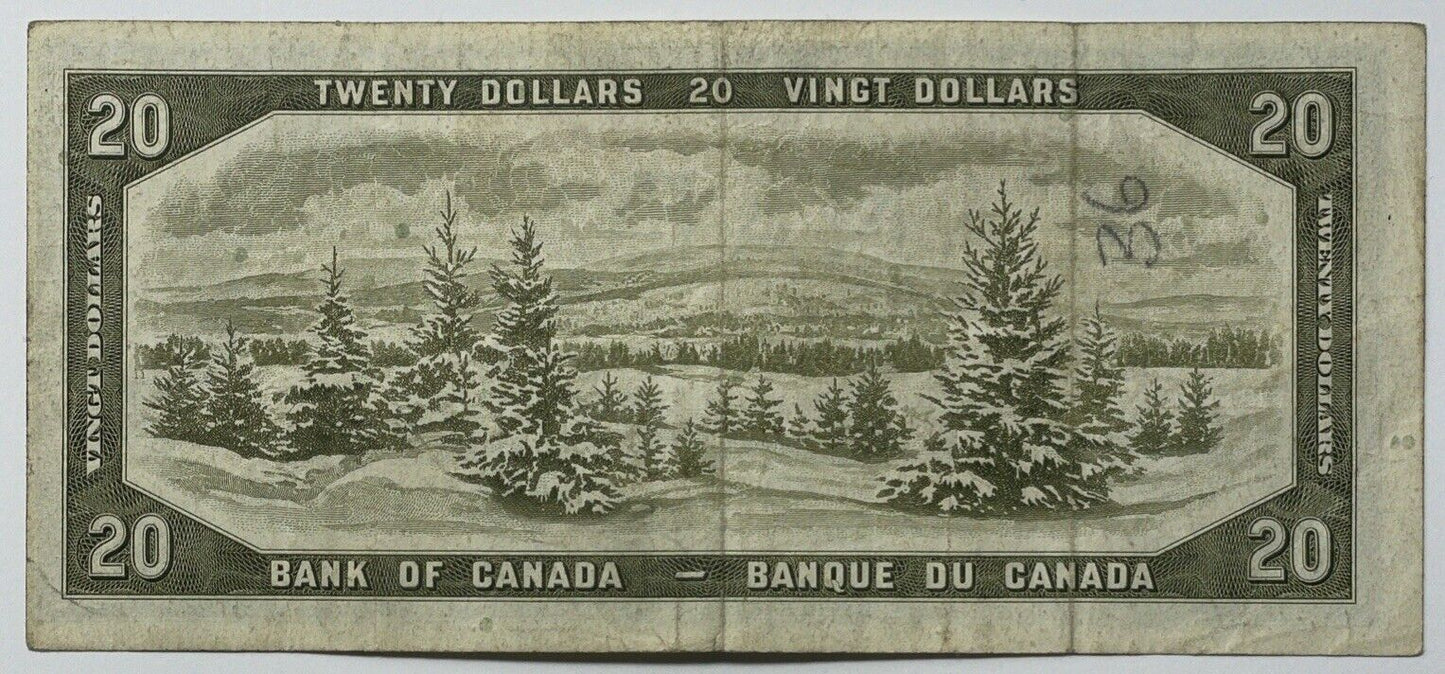 TWENTY DOLLARS 20 VINGT DOLLARS
20
20
VINGT DOLLARS
TWENTY DOLLARS
36
20
20
BANK OF CANADA — BANQUE DU CANADA